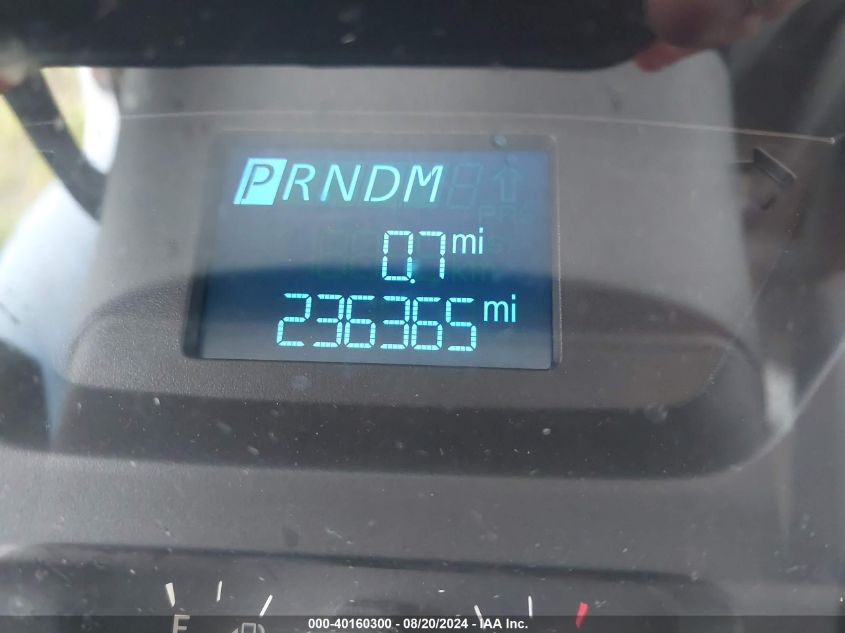 PRNDM
0.7 mi
236365 mi
E
000-40160300 - 08/20/2024 - IAA Inc.